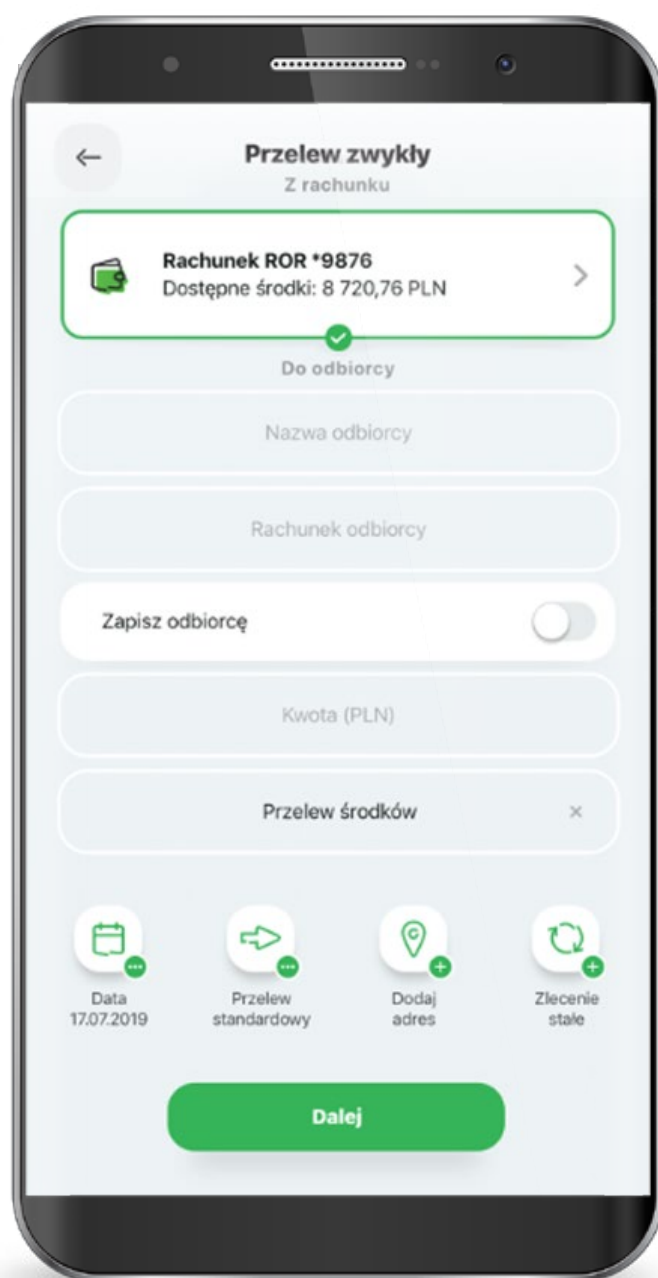 Przelew zwykły
Z rachunku
Rachunek ROR *9876
Dostępne środki: 8 720,76 PLN
Do odbiorcy
Nazwa odbiorcy
Rachunek odbiorcy
Zapisz odbiorcę
Kwota (PLN)
Przelew środków
Data
17.07.2019
Przelew
standardowy
Dodaj
adres
Zlecenie
stałe
Dalej